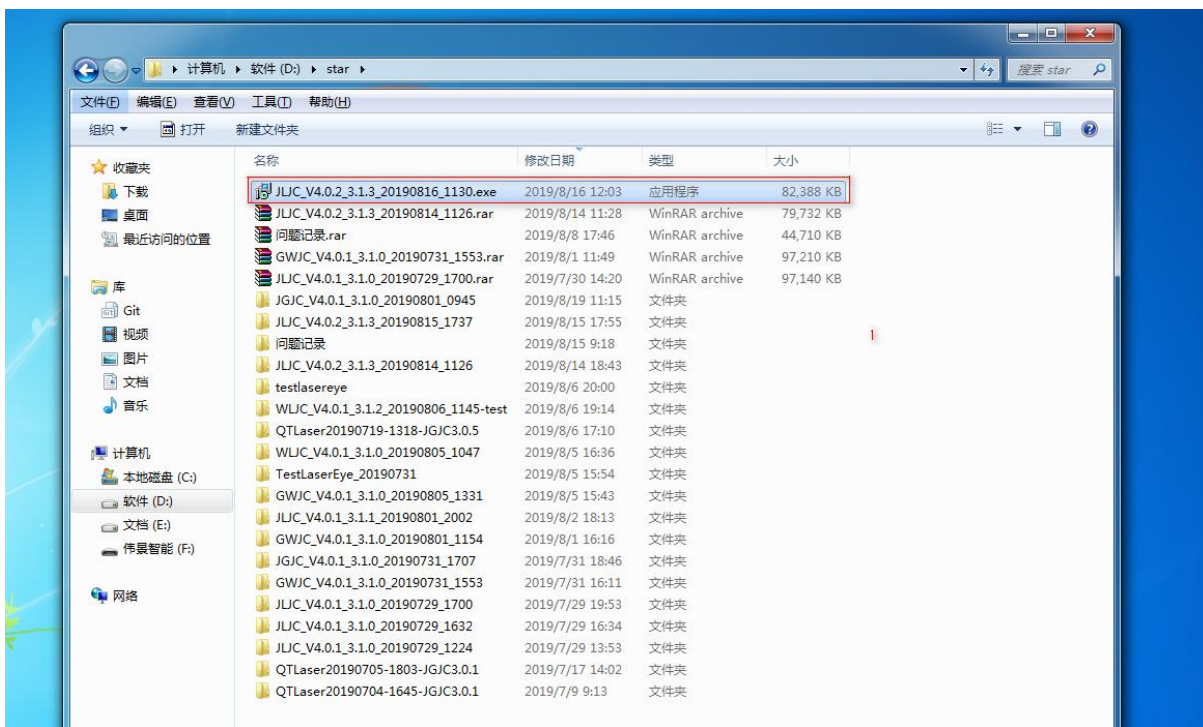 计算机 软件 (D:) star 搜索 star
文件(F) 编辑(E) 查看(V) 工具(T) 帮助(H)
组织 打开 新建文件夹
收藏夹
下载
桌面
最近访问的位置
库
Git
视频
图片
文档
音乐
计算机
本地磁盘 (C:)
软件 (D:)
文档 (E:)
伟景智能 (F:)
网络
名称 修改日期 类型 大小
JLJC_V4.0.2_3.1.3_20190816_1130.exe 2019/8/16 12:03 应用程序 82,388 KB
JLJC_V4.0.2_3.1.3_20190814_1126.rar 2019/8/14 11:28 WinRAR archive 79,732 KB
问题记录.rar 2019/8/8 17:46 WinRAR archive 44,710 KB
GWJC_V4.0.1_3.1.0_20190731_1553.rar 2019/8/1 11:49 WinRAR archive 97,210 KB
JLJC_V4.0.1_3.1.0_20190729_1700.rar 2019/7/30 14:20 WinRAR archive 97,140 KB
JGJC_V4.0.1_3.1.0_20190801_0945 2019/8/19 11:15 文件夹
JLJC_V4.0.2_3.1.3_20190815_1737 2019/8/15 17:55 文件夹
问题记录 2019/8/15 9:18 文件夹
JLJC_V4.0.2_3.1.3_20190814_1126 2019/8/14 18:43 文件夹
testlasereye 2019/8/6 20:00 文件夹
WLJC_V4.0.1_3.1.2_20190806_1145-test 2019/8/6 19:14 文件夹
QTLaser20190719-1318-JGJC3.0.5 2019/8/6 17:10 文件夹
WLJC_V4.0.1_3.1.0_20190805_1047 2019/8/5 16:36 文件夹
TestLaserEye_20190731 2019/8/5 15:54 文件夹
GWJC_V4.0.1_3.1.0_20190805_1331 2019/8/5 15:43 文件夹
JLJC_V4.0.1_3.1.1_20190801_2002 2019/8/2 18:13 文件夹
GWJC_V4.0.1_3.1.0_20190801_1154 2019/8/1 16:16 文件夹
JGJC_V4.0.1_3.1.0_20190731_1707 2019/7/31 18:46 文件夹
GWJC_V4.0.1_3.1.0_20190731_1553 2019/7/31 16:11 文件夹
JLJC_V4.0.1_3.1.0_20190729_1700 2019/7/29 19:53 文件夹
JLJC_V4.0.1_3.1.0_20190729_1632 2019/7/29 16:34 文件夹
JLJC_V4.0.1_3.1.0_20190729_1224 2019/7/29 13:53 文件夹
QTLaser20190705-1803-JGJC3.0.1 2019/7/17 14:02 文件夹
QTLaser20190704-1645-JGJC3.0.1 2019/7/9 9:13 文件夹
1